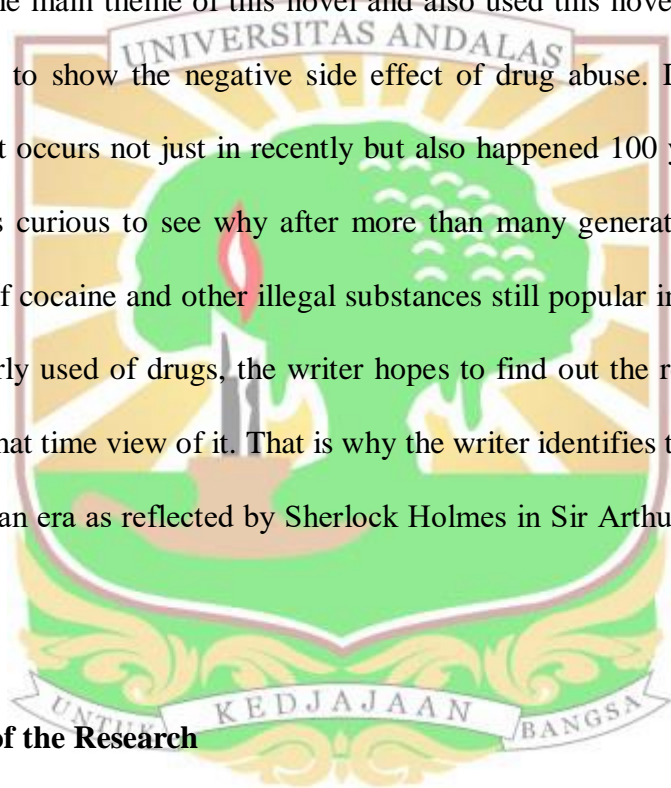 he main theme of this novel and also used this nove
UNIVERSITAS ANDALAS
to show the negative side effect of drug abuse.
t occurs not just in recently but also happened 100
s curious to see why after more than many generat
f cocaine and other illegal substances still popular in
rly used of drugs, the writer hopes to find out the r
hat time view of it. That is why the writer identifies t
an era as reflected by Sherlock Holmes in Sir Arthu
UNTUK KEDJAJAAN BANGSA
of the Research